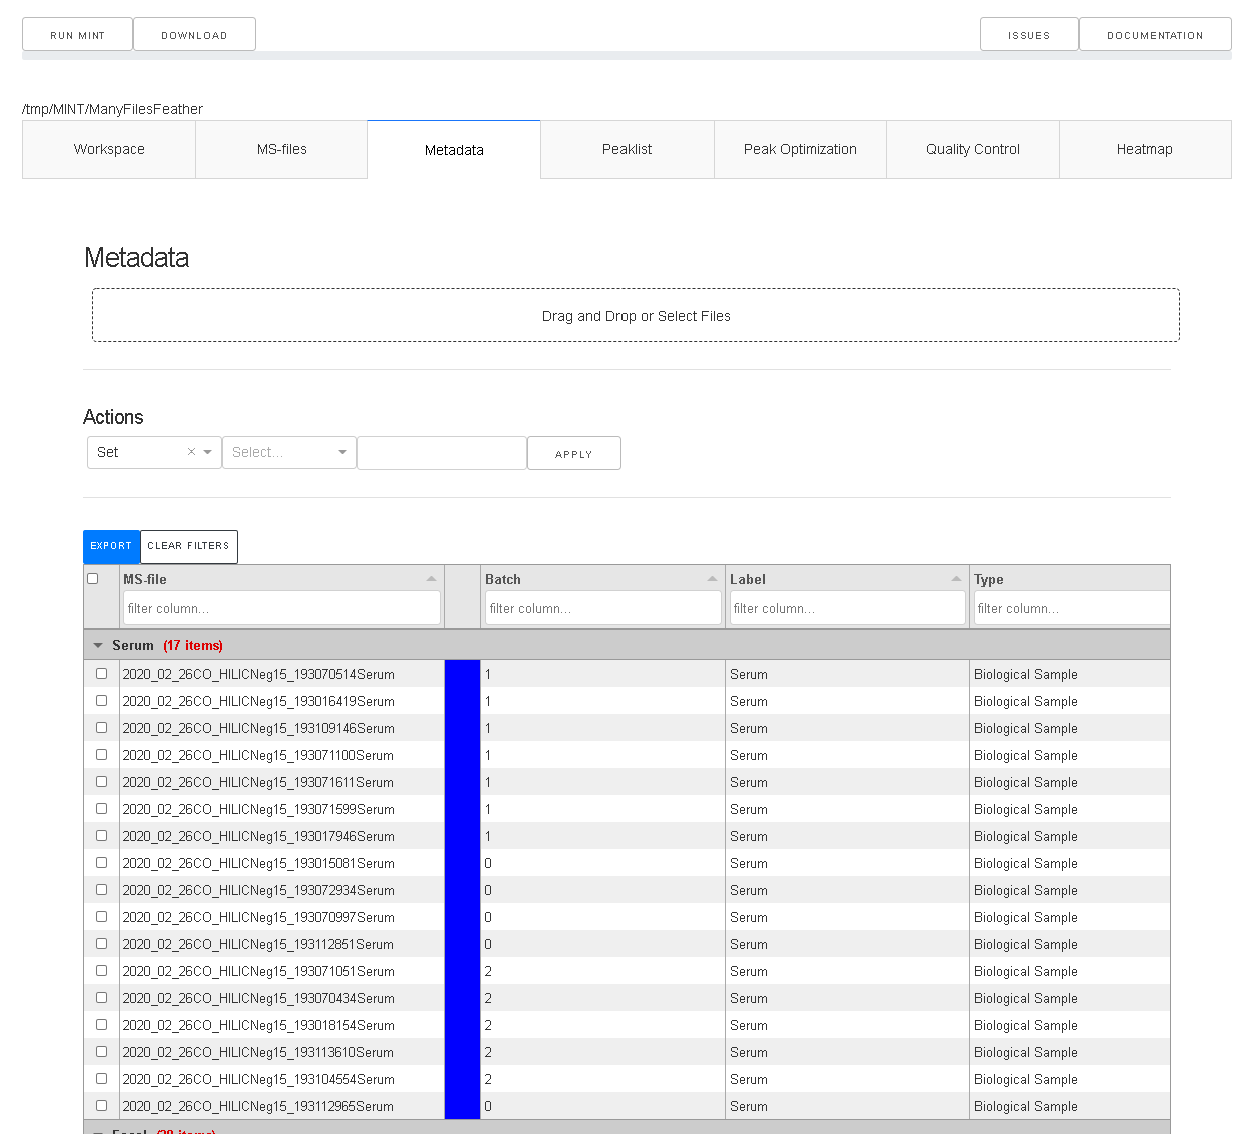 RUN MINT DOWNLOAD ISSUES DOCUMENTATION
/tmp/MINT/ManyFilesFeather
Workspace MS-files Metadata Peaklist Peak Optimization Quality Control Heatmap
Metadata
Drag and Drop or Select Files
Actions
Set × Select... APPLY
EXPORT CLEAR FILTERS
MS-file Batch Label Type
filter column... filter column... filter column... filter column...
Serum (17 items)
2020_02_26CO_HILICNeg15_193070514Serum 1 Serum Biological Sample
2020_02_26CO_HILICNeg15_193016419Serum 1 Serum Biological Sample
2020_02_26CO_HILICNeg15_193109146Serum 1 Serum Biological Sample
2020_02_26CO_HILICNeg15_193071100Serum 1 Serum Biological Sample
2020_02_26CO_HILICNeg15_193071611Serum 1 Serum Biological Sample
2020_02_26CO_HILICNeg15_193071599Serum 1 Serum Biological Sample
2020_02_26CO_HILICNeg15_193017946Serum 1 Serum Biological Sample
2020_02_26CO_HILICNeg15_193015081Serum 0 Serum Biological Sample
2020_02_26CO_HILICNeg15_193072934Serum 0 Serum Biological Sample
2020_02_26CO_HILICNeg15_193070997Serum 0 Serum Biological Sample
2020_02_26CO_HILICNeg15_193112851Serum 0 Serum Biological Sample
2020_02_26CO_HILICNeg15_193071051Serum 2 Serum Biological Sample
2020_02_26CO_HILICNeg15_193070434Serum 2 Serum Biological Sample
2020_02_26CO_HILICNeg15_193018154Serum 2 Serum Biological Sample
2020_02_26CO_HILICNeg15_193113610Serum 2 Serum Biological Sample
2020_02_26CO_HILICNeg15_193104554Serum 2 Serum Biological Sample
2020_02_26CO_HILICNeg15_193112965Serum 0 Serum Biological Sample